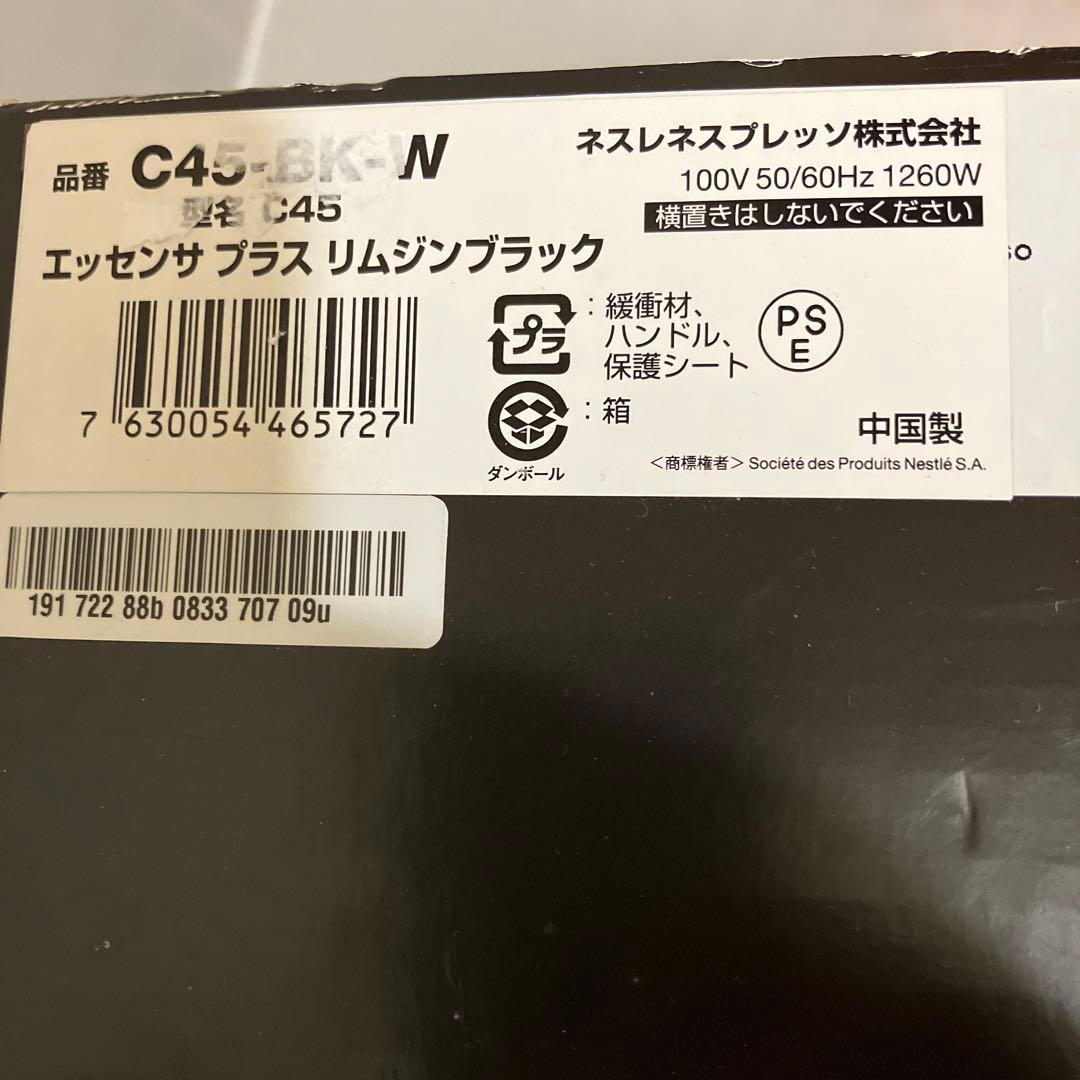 品番 C45-BK-W
型名 C45
エッセンサ プラス リムジンブラック
ネスレネスプレッソ株式会社
100V 50/60Hz 1260W
横置きはしないでください
so
7 630054 465727
プラ
：緩衝材、
ハンドル、
保護シート
PSE
：箱
ダンボール
中国製
＜商標権者＞ Société des Produits Nestlé S.A.
191 722 88b 0833 707 09u